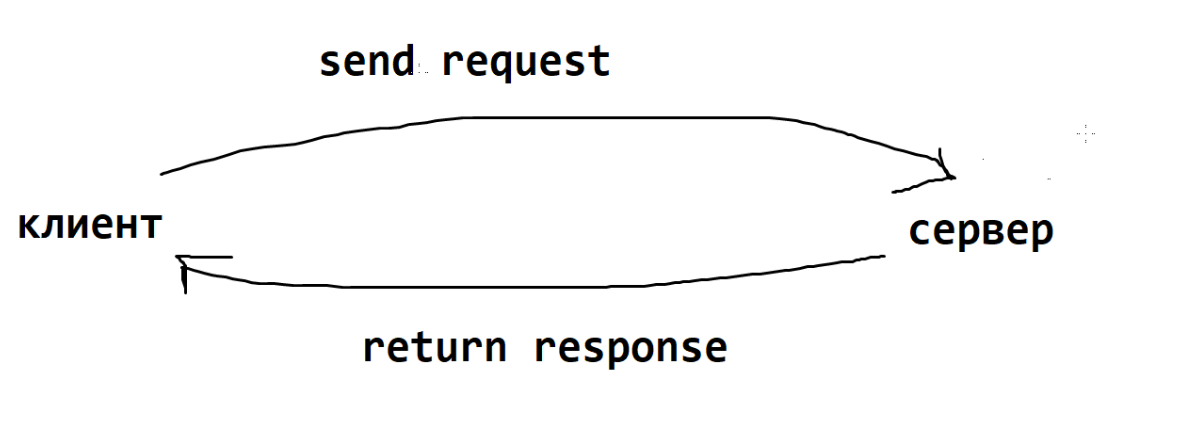 send request
клиент
сервер
return response